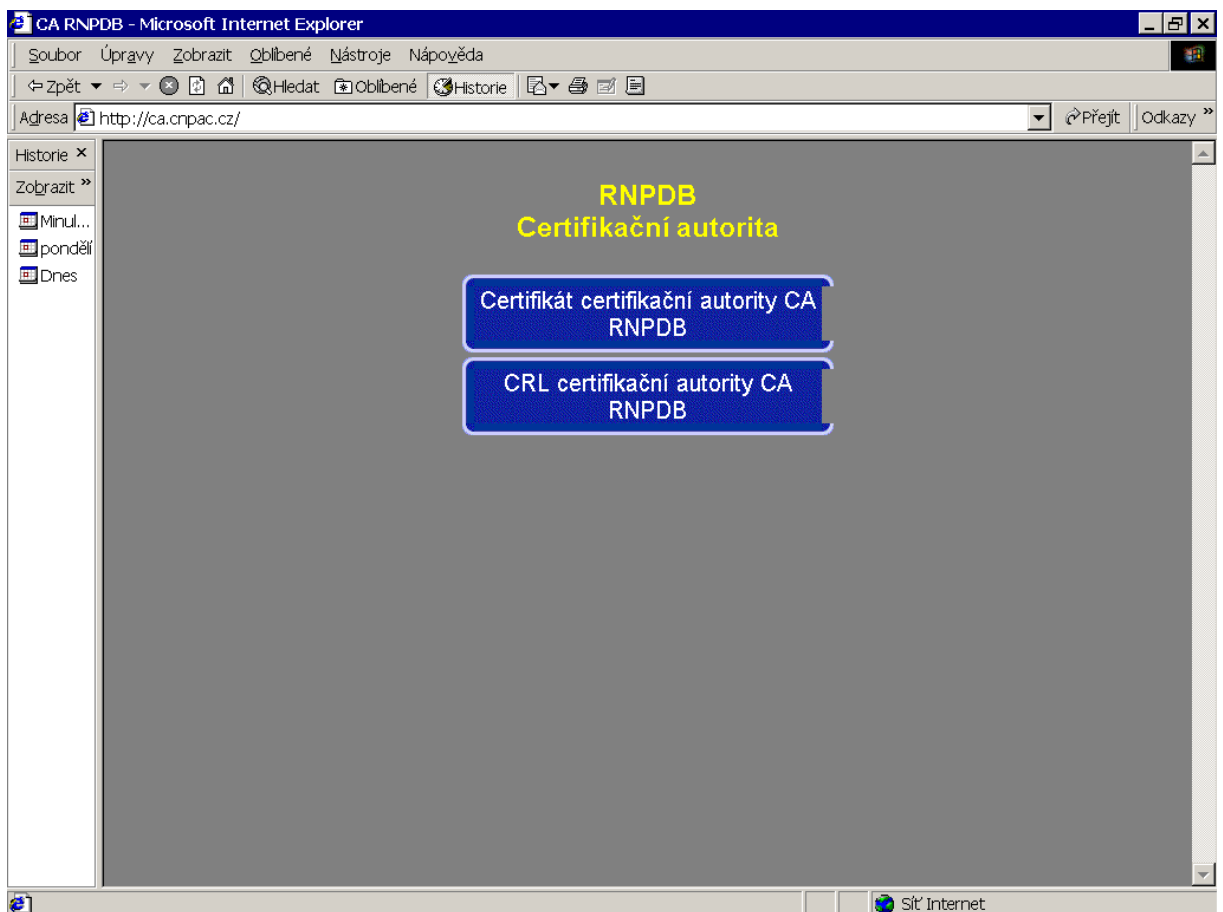 CA RNPDB - Microsoft Internet Explorer
Soubor Úpravy Zobrazit Oblíbené Nástroje Nápověda
Zpět Hledat Oblíbené Historie
Adresa http://ca.cnpac.cz/ Přejít Odkazy »
Historie ×
Zobrazit »
Minul...
pondělí
Dnes
RNPDB
Certifikační autorita
Certifikát certifikační autority CA
RNPDB
CRL certifikační autority CA
RNPDB
Síť Internet